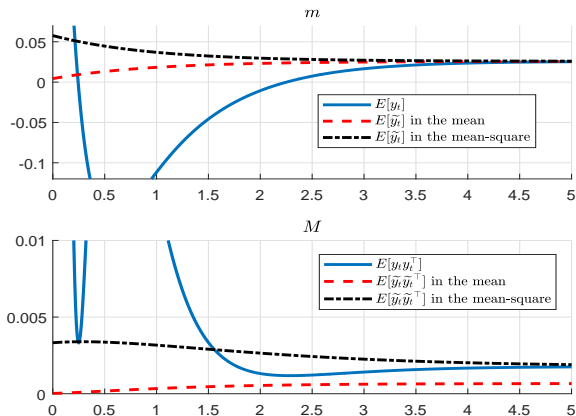 m
0.05
0
-0.05
-0.1
E[y_t]
E[ỹ_t] in the mean
E[ỹ_t] in the mean-square
0 0.5 1 1.5 2 2.5 3 3.5 4 4.5 5
M
0.01
0.005
0
E[y_t y_t^⊤]
E[ỹ_t ỹ_t^⊤] in the mean
E[ỹ_t ỹ_t^⊤] in the mean-square
0 0.5 1 1.5 2 2.5 3 3.5 4 4.5 5